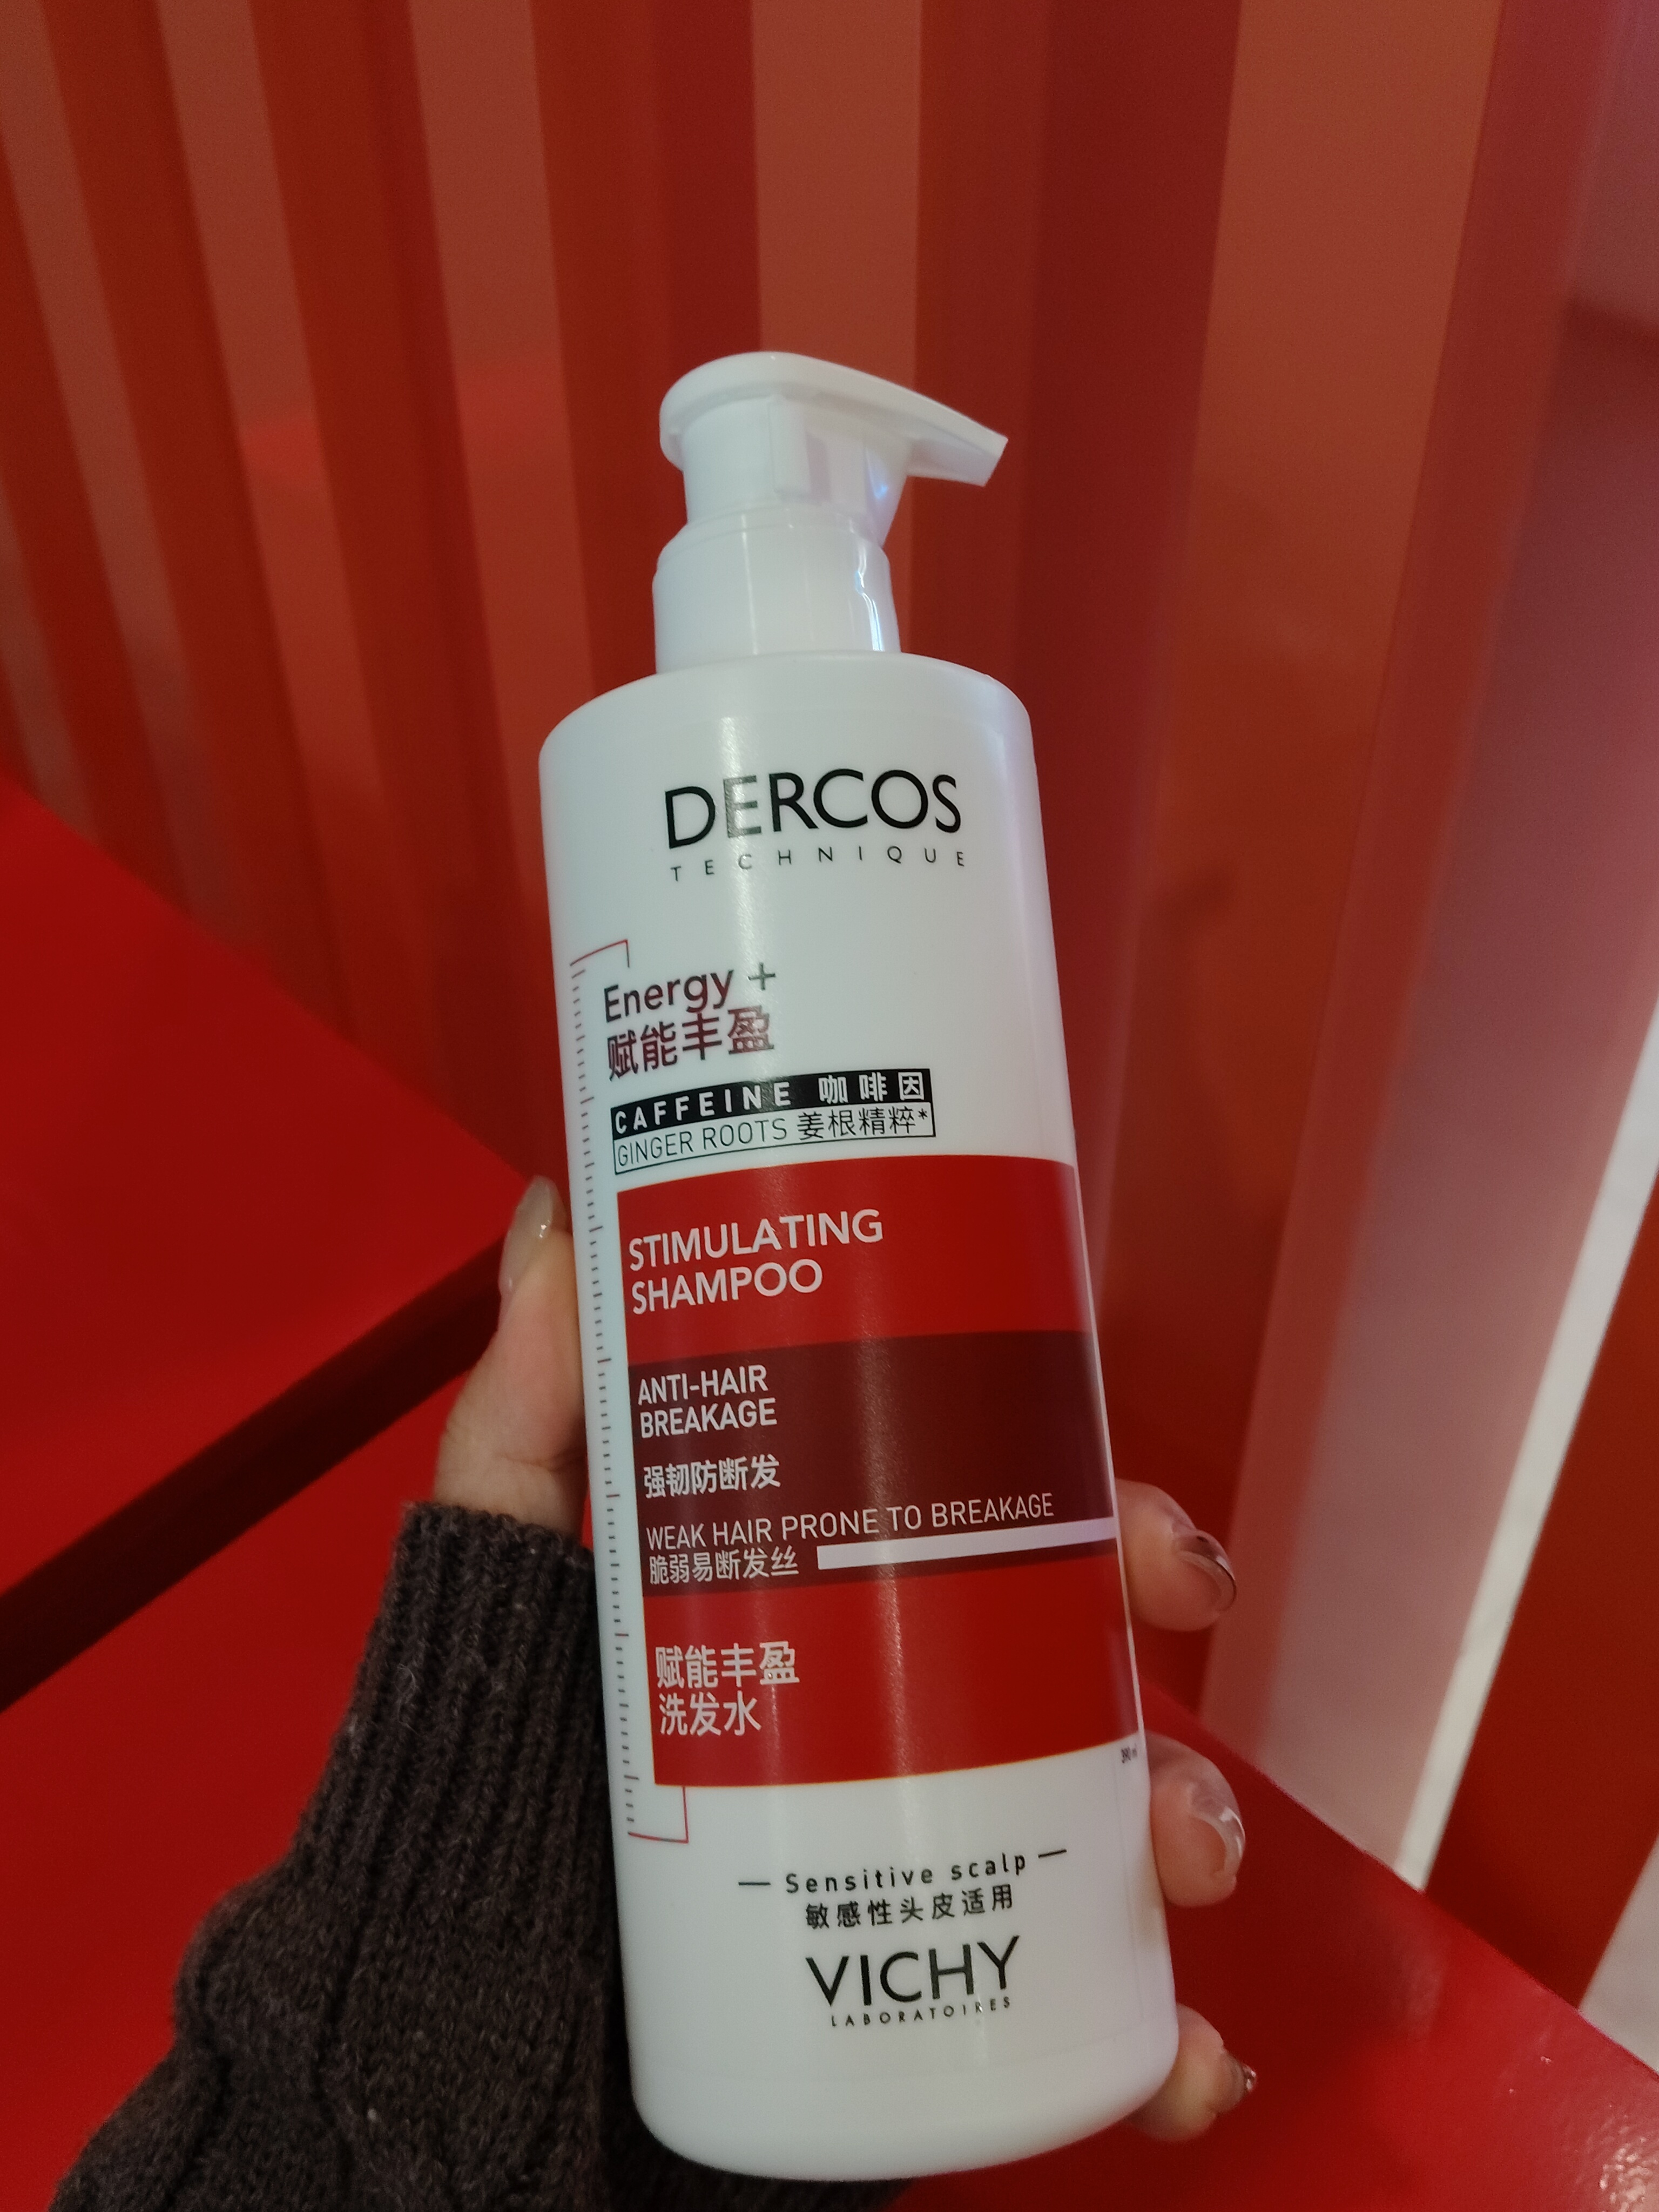 DERCOS
TECHNIQUE
Energy +
赋能丰盈
CAFFEINE 咖啡因
GINGER ROOTS 姜根精粹*
STIMULATING
SHAMPOO
ANTI-HAIR
BREAKAGE
强韧防断发
WEAK HAIR PRONE TO BREAKAGE
脆弱易断发丝
赋能丰盈
洗发水
— Sensitive scalp —
敏感性头皮适用
VICHY
LABORATOIRES